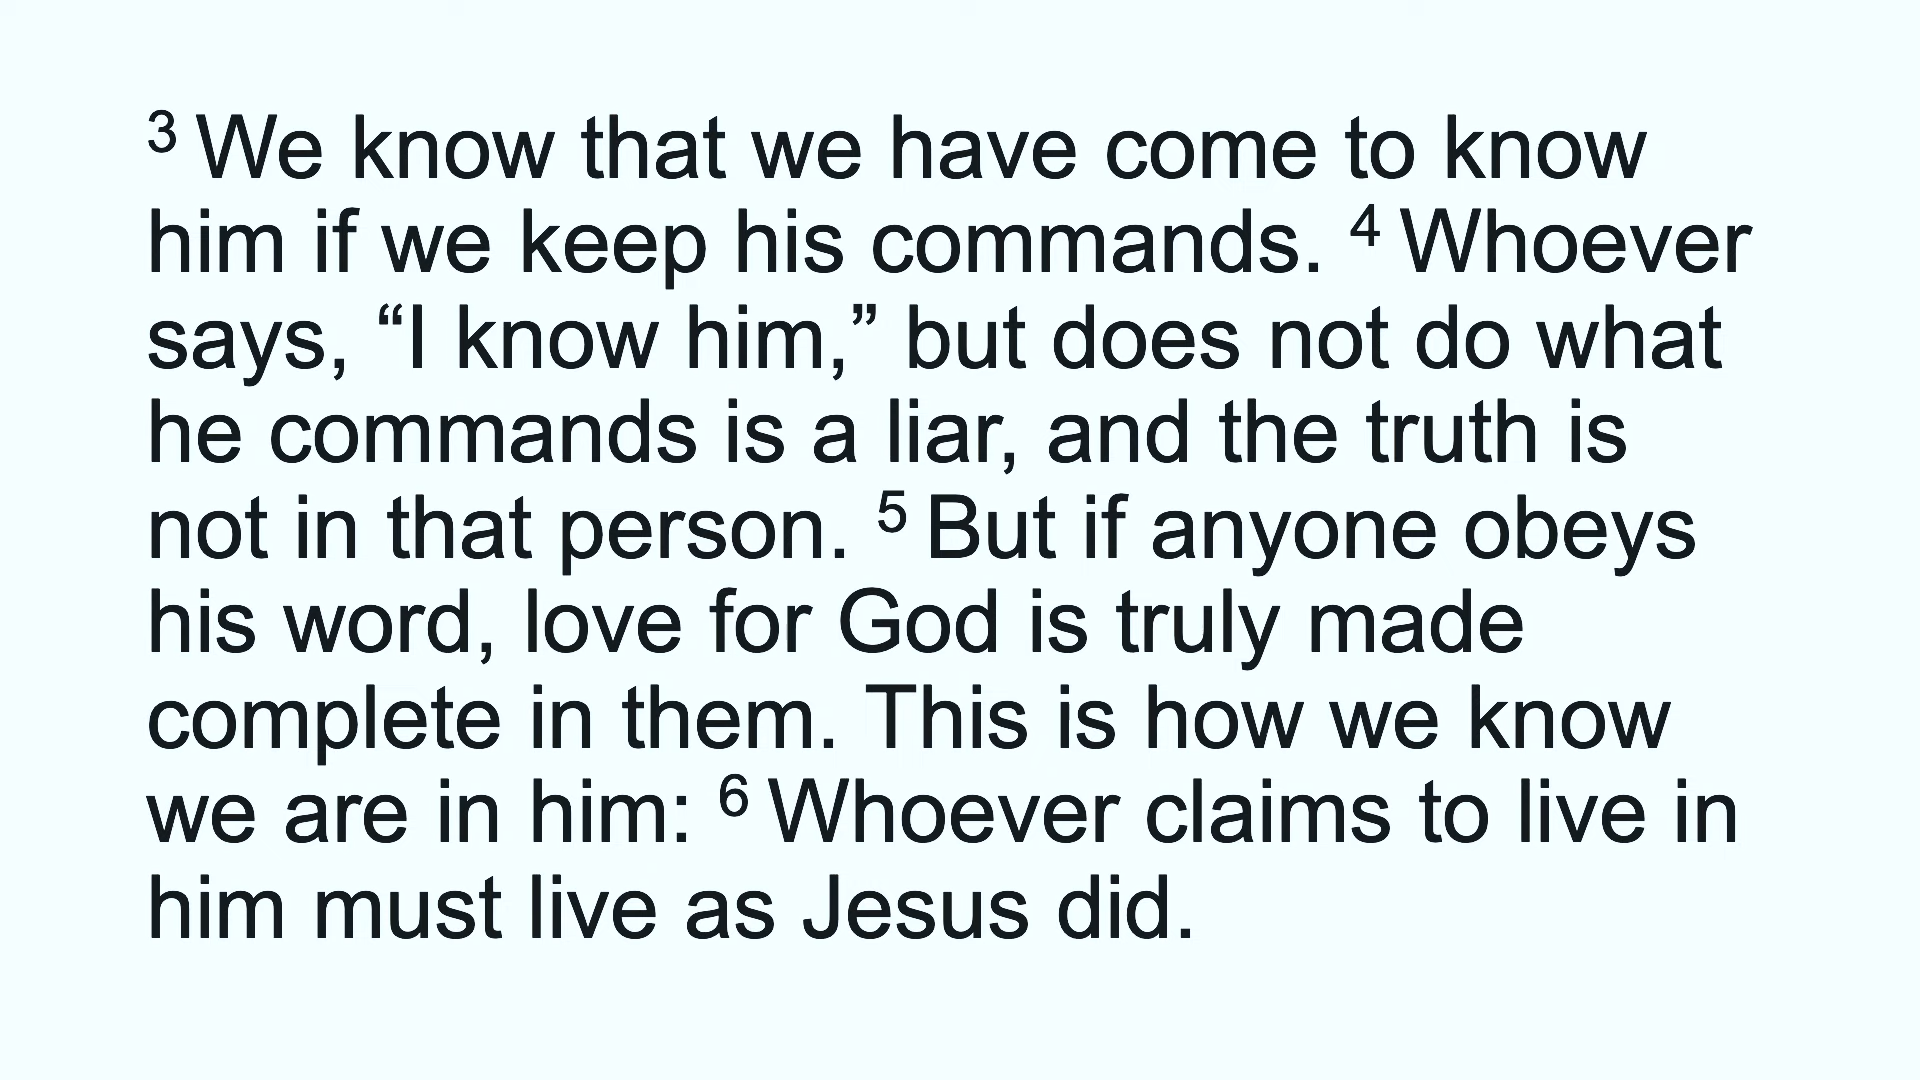 3 We know that we have come to know
him if we keep his commands. 4 Whoever
says, “I know him,” but does not do what
he commands is a liar, and the truth is
not in that person. 5 But if anyone obeys
his word, love for God is truly made
complete in them. This is how we know
we are in him: 6 Whoever claims to live in
him must live as Jesus did.